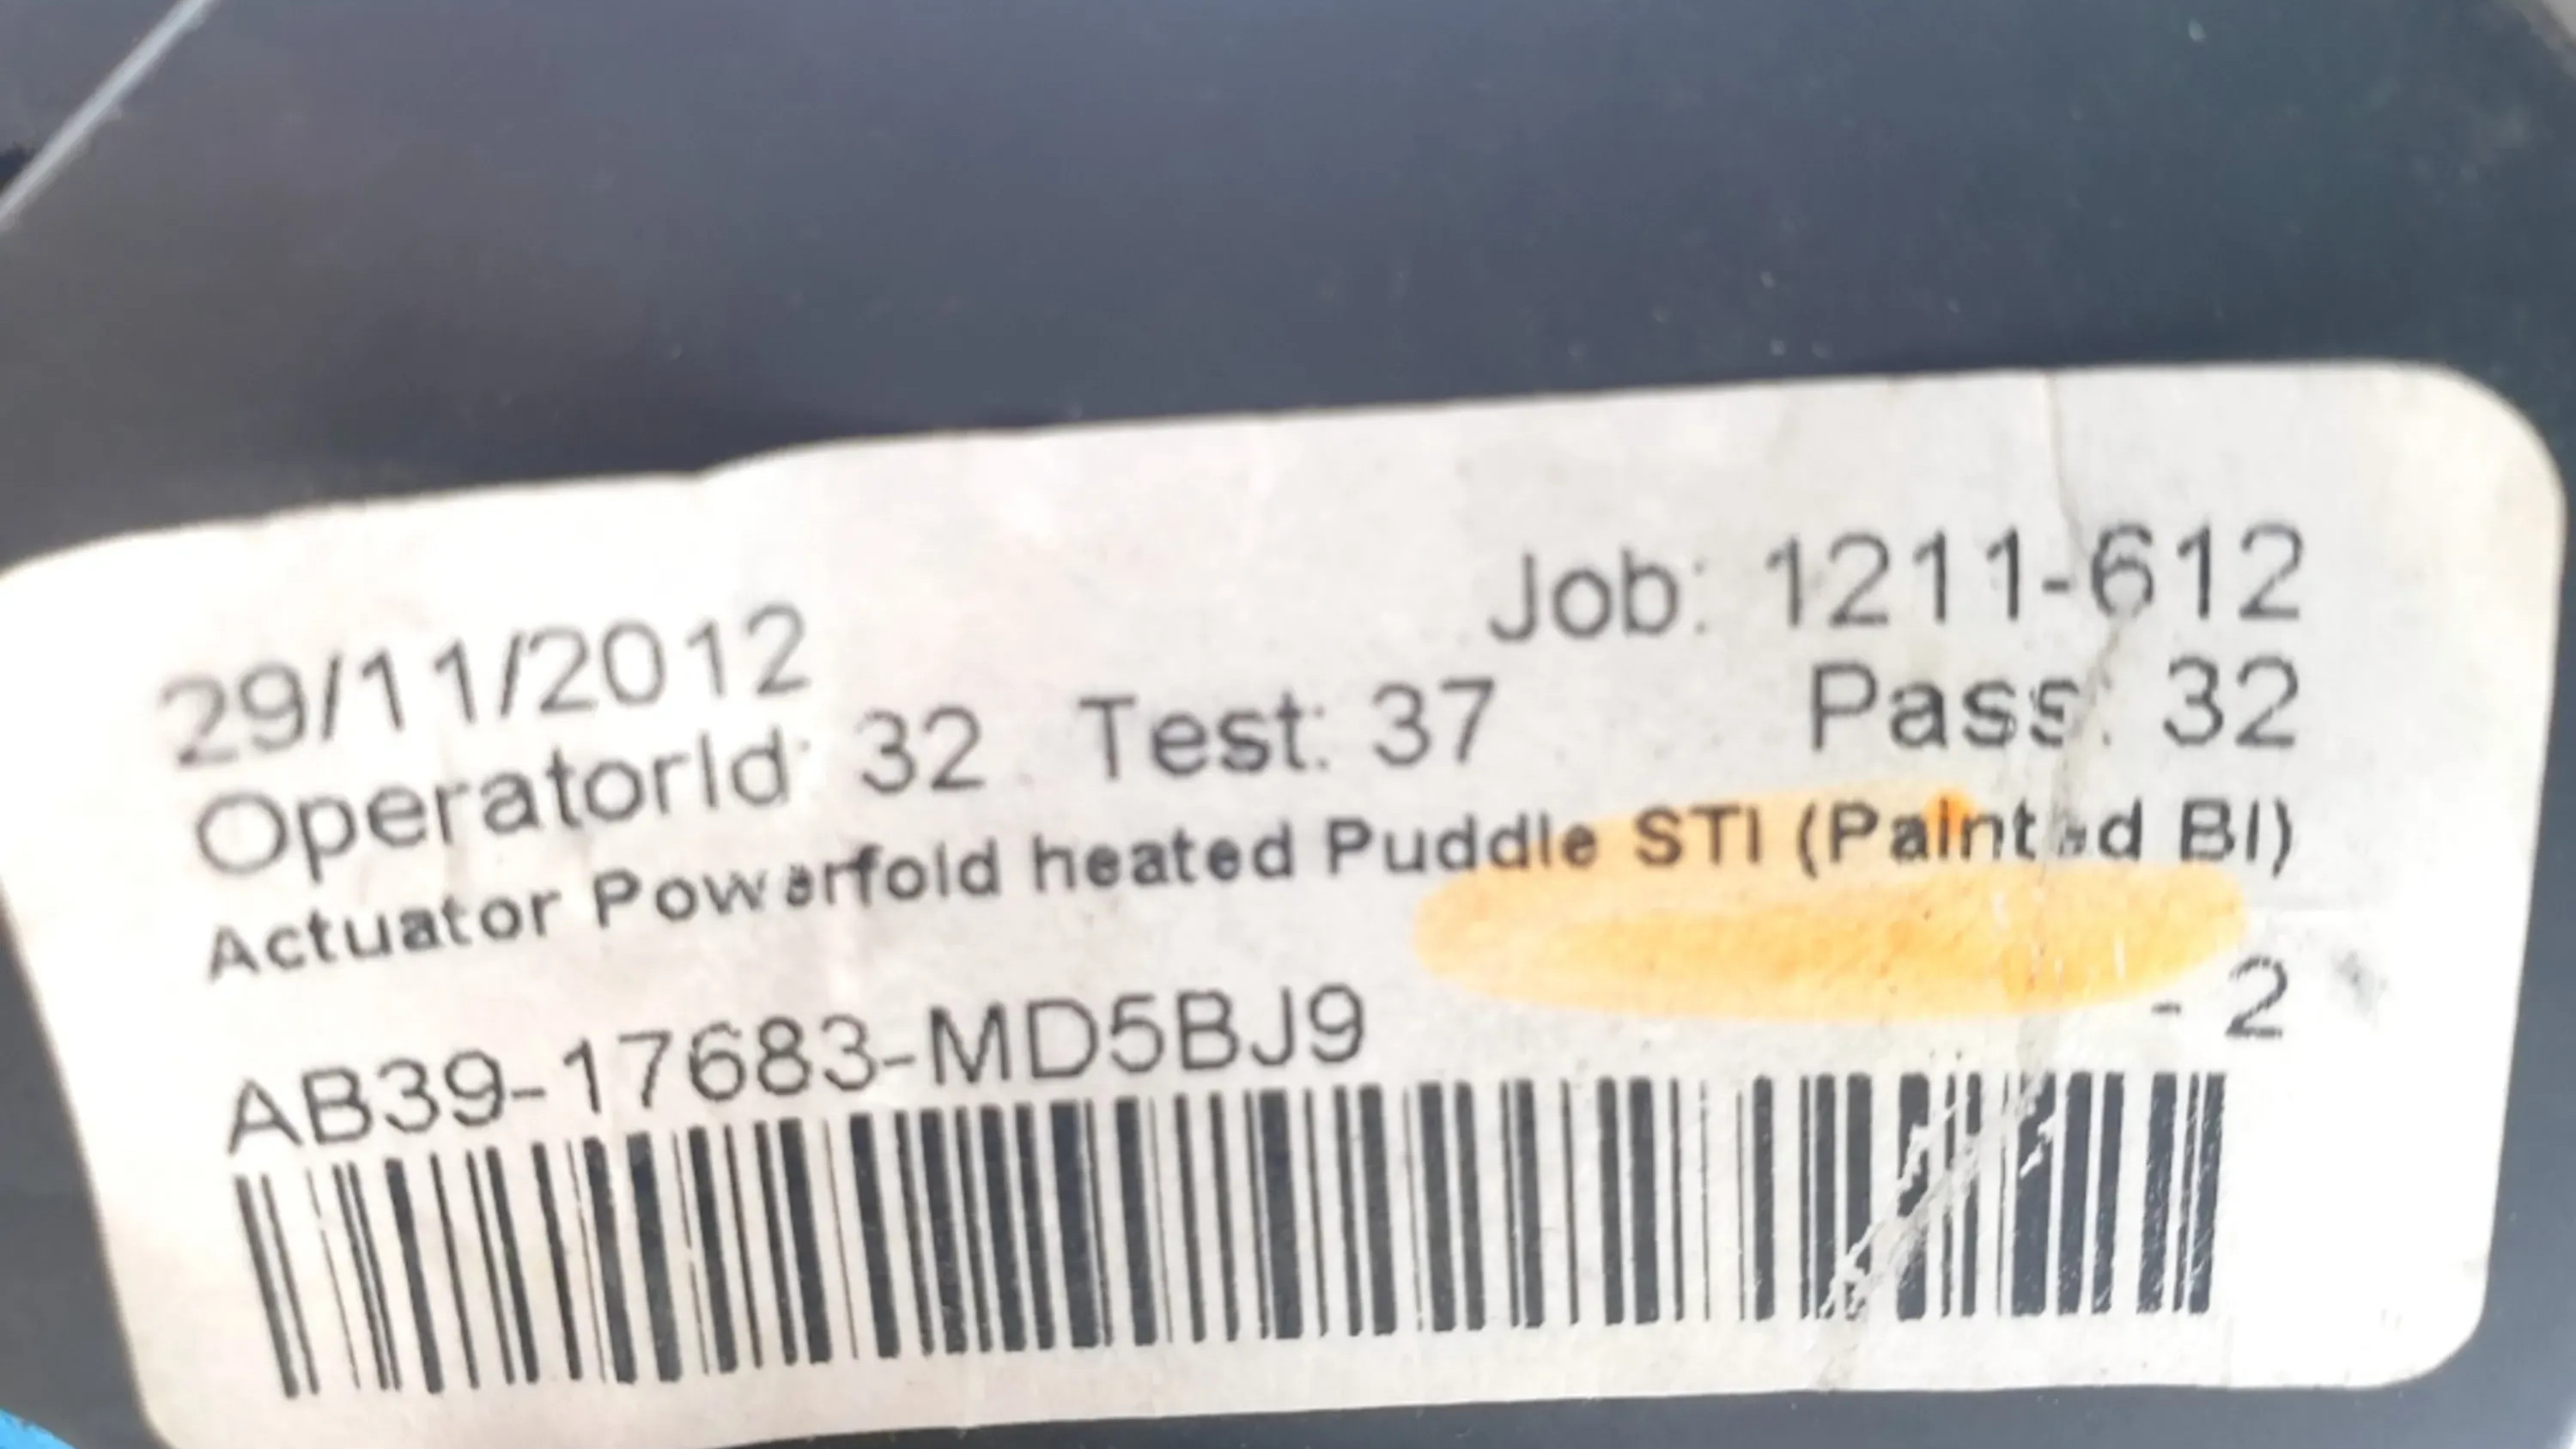 29/11/2012 Job: 1211-612
OperatorId: 32 Test: 37 Pass: 32
Actuator Powerfold heated Puddle STI (Painted BI)
AB39-17683-MD5BJ9 - 2